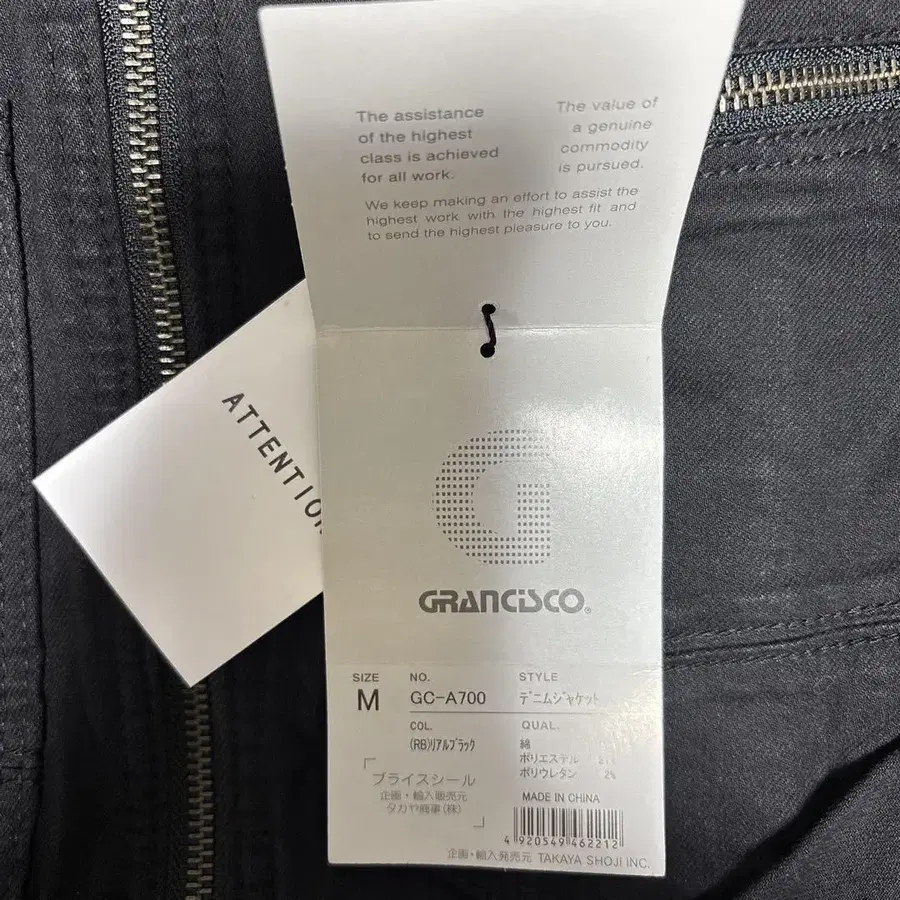 The assistance
of the highest
class is achieved
for all work.
The value of
a genuine
commodity
is pursued.
We keep making an effort to assist the
highest work with the highest fit and
to send the highest pleasure to you.
ATTENTION
GRANCISCO®
SIZE NO. STYLE
M GC-A700 デニムジャケット
COL. QUAL.
(RB)リアルブラック 綿
ポリエステル
ポリウレタン 2%
「プライスシール
企画・輸入販売元
タカヤ商事(株)」
MADE IN CHINA
4 920549 462212
企画・輸入発売元 TAKAYA SHOJI INC.